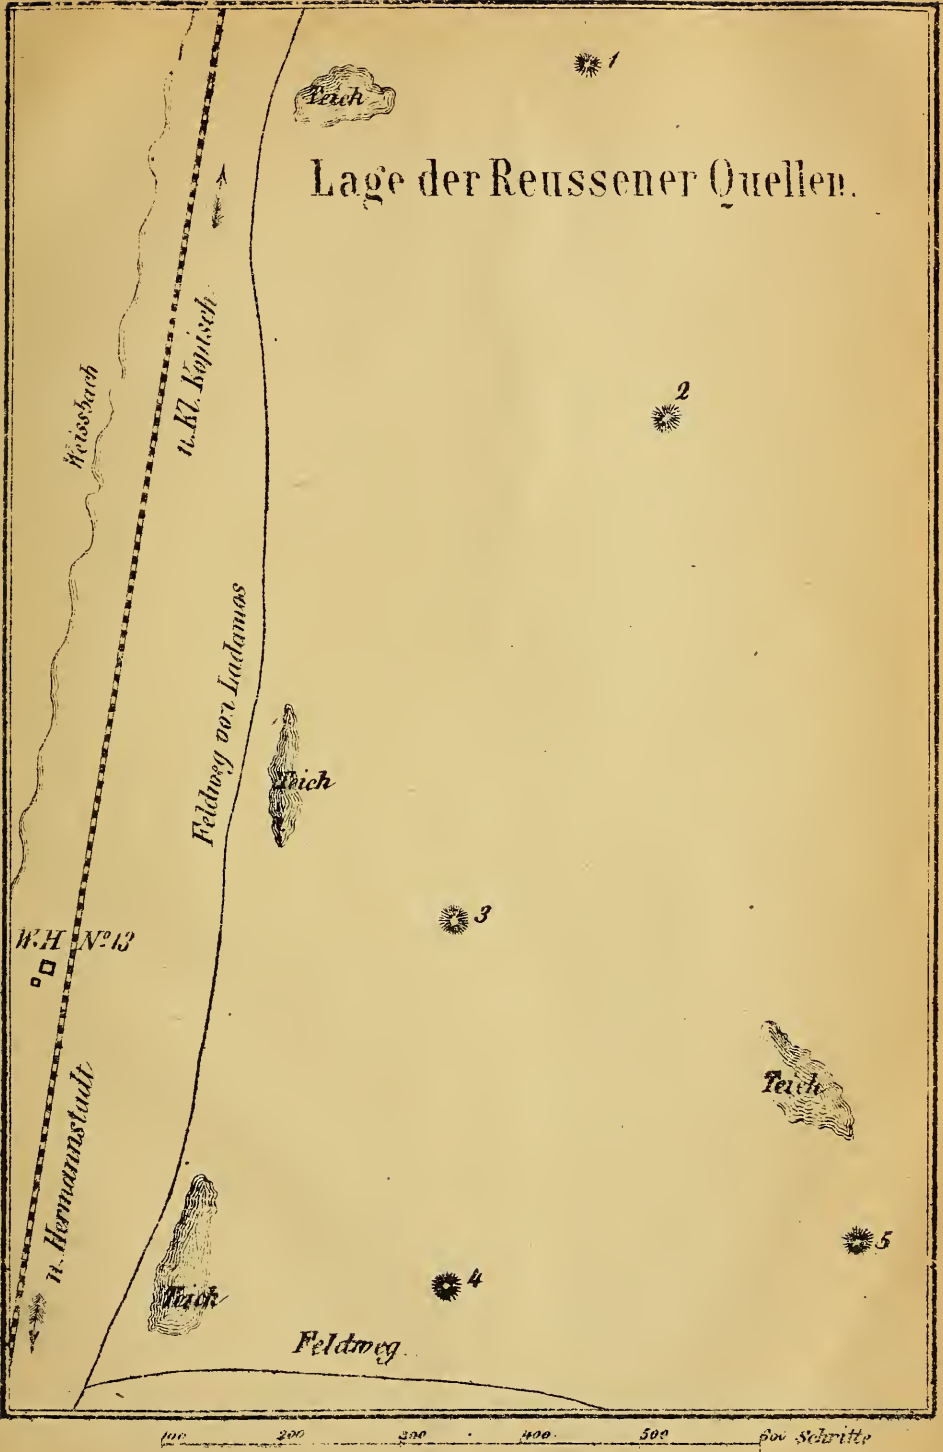 1
Teich
Lage der Reussener Quellen.
n. Kl. Kopisch
Weissbach
2
Feldweg von Ladamos
Teich
3
W.H. Nº 13
Teich
n. Hermannstadt
5
4
Teich
Feldweg.
100 200 300 400 500 600 Schritte